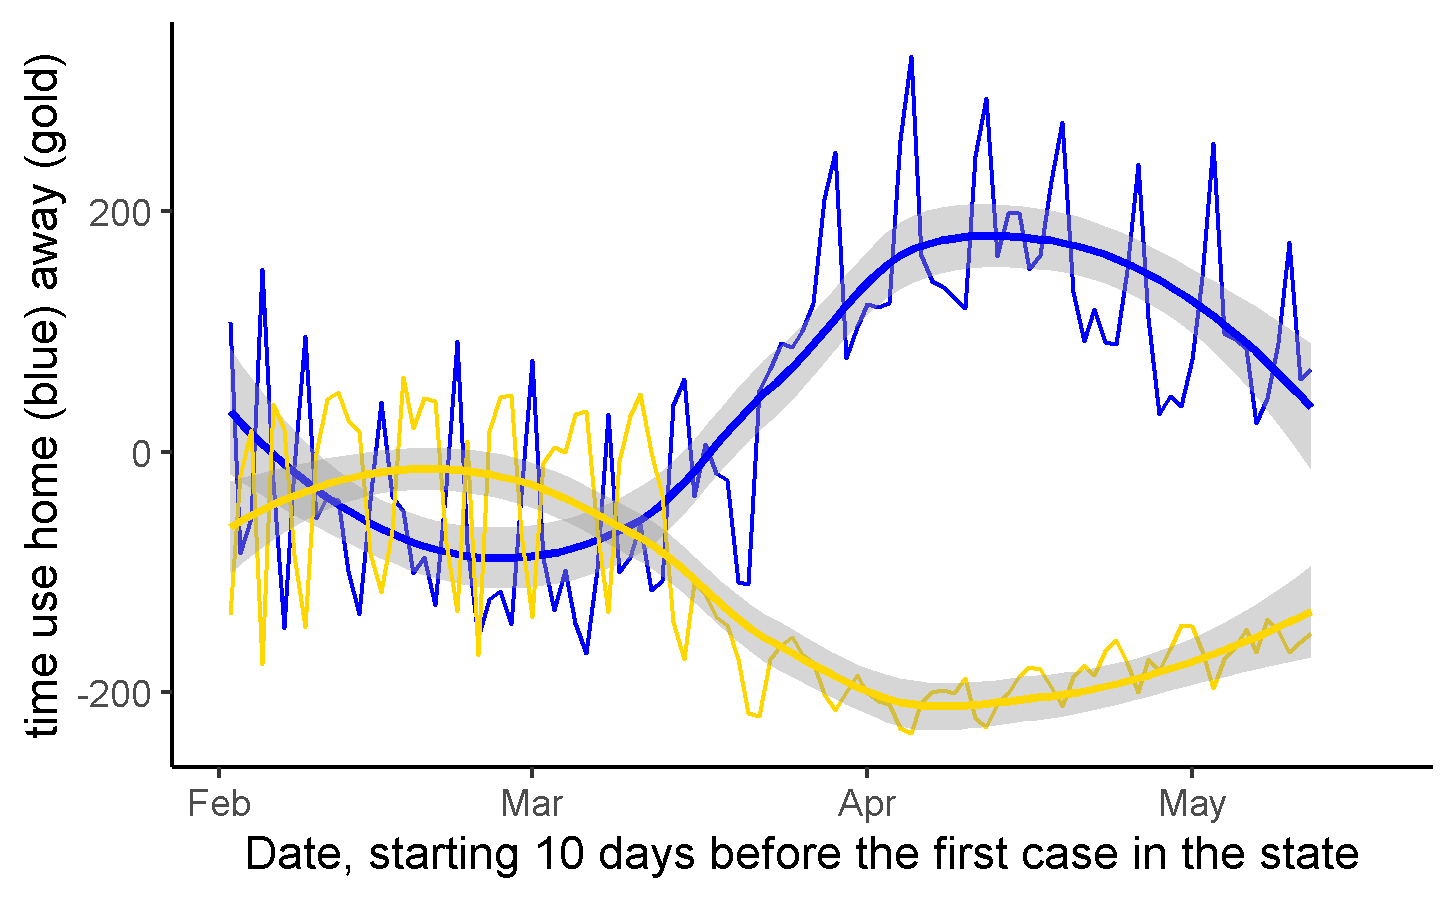 time use home (blue) away (gold)
200
0
-200
Feb Mar Apr May
Date, starting 10 days before the first case in the state